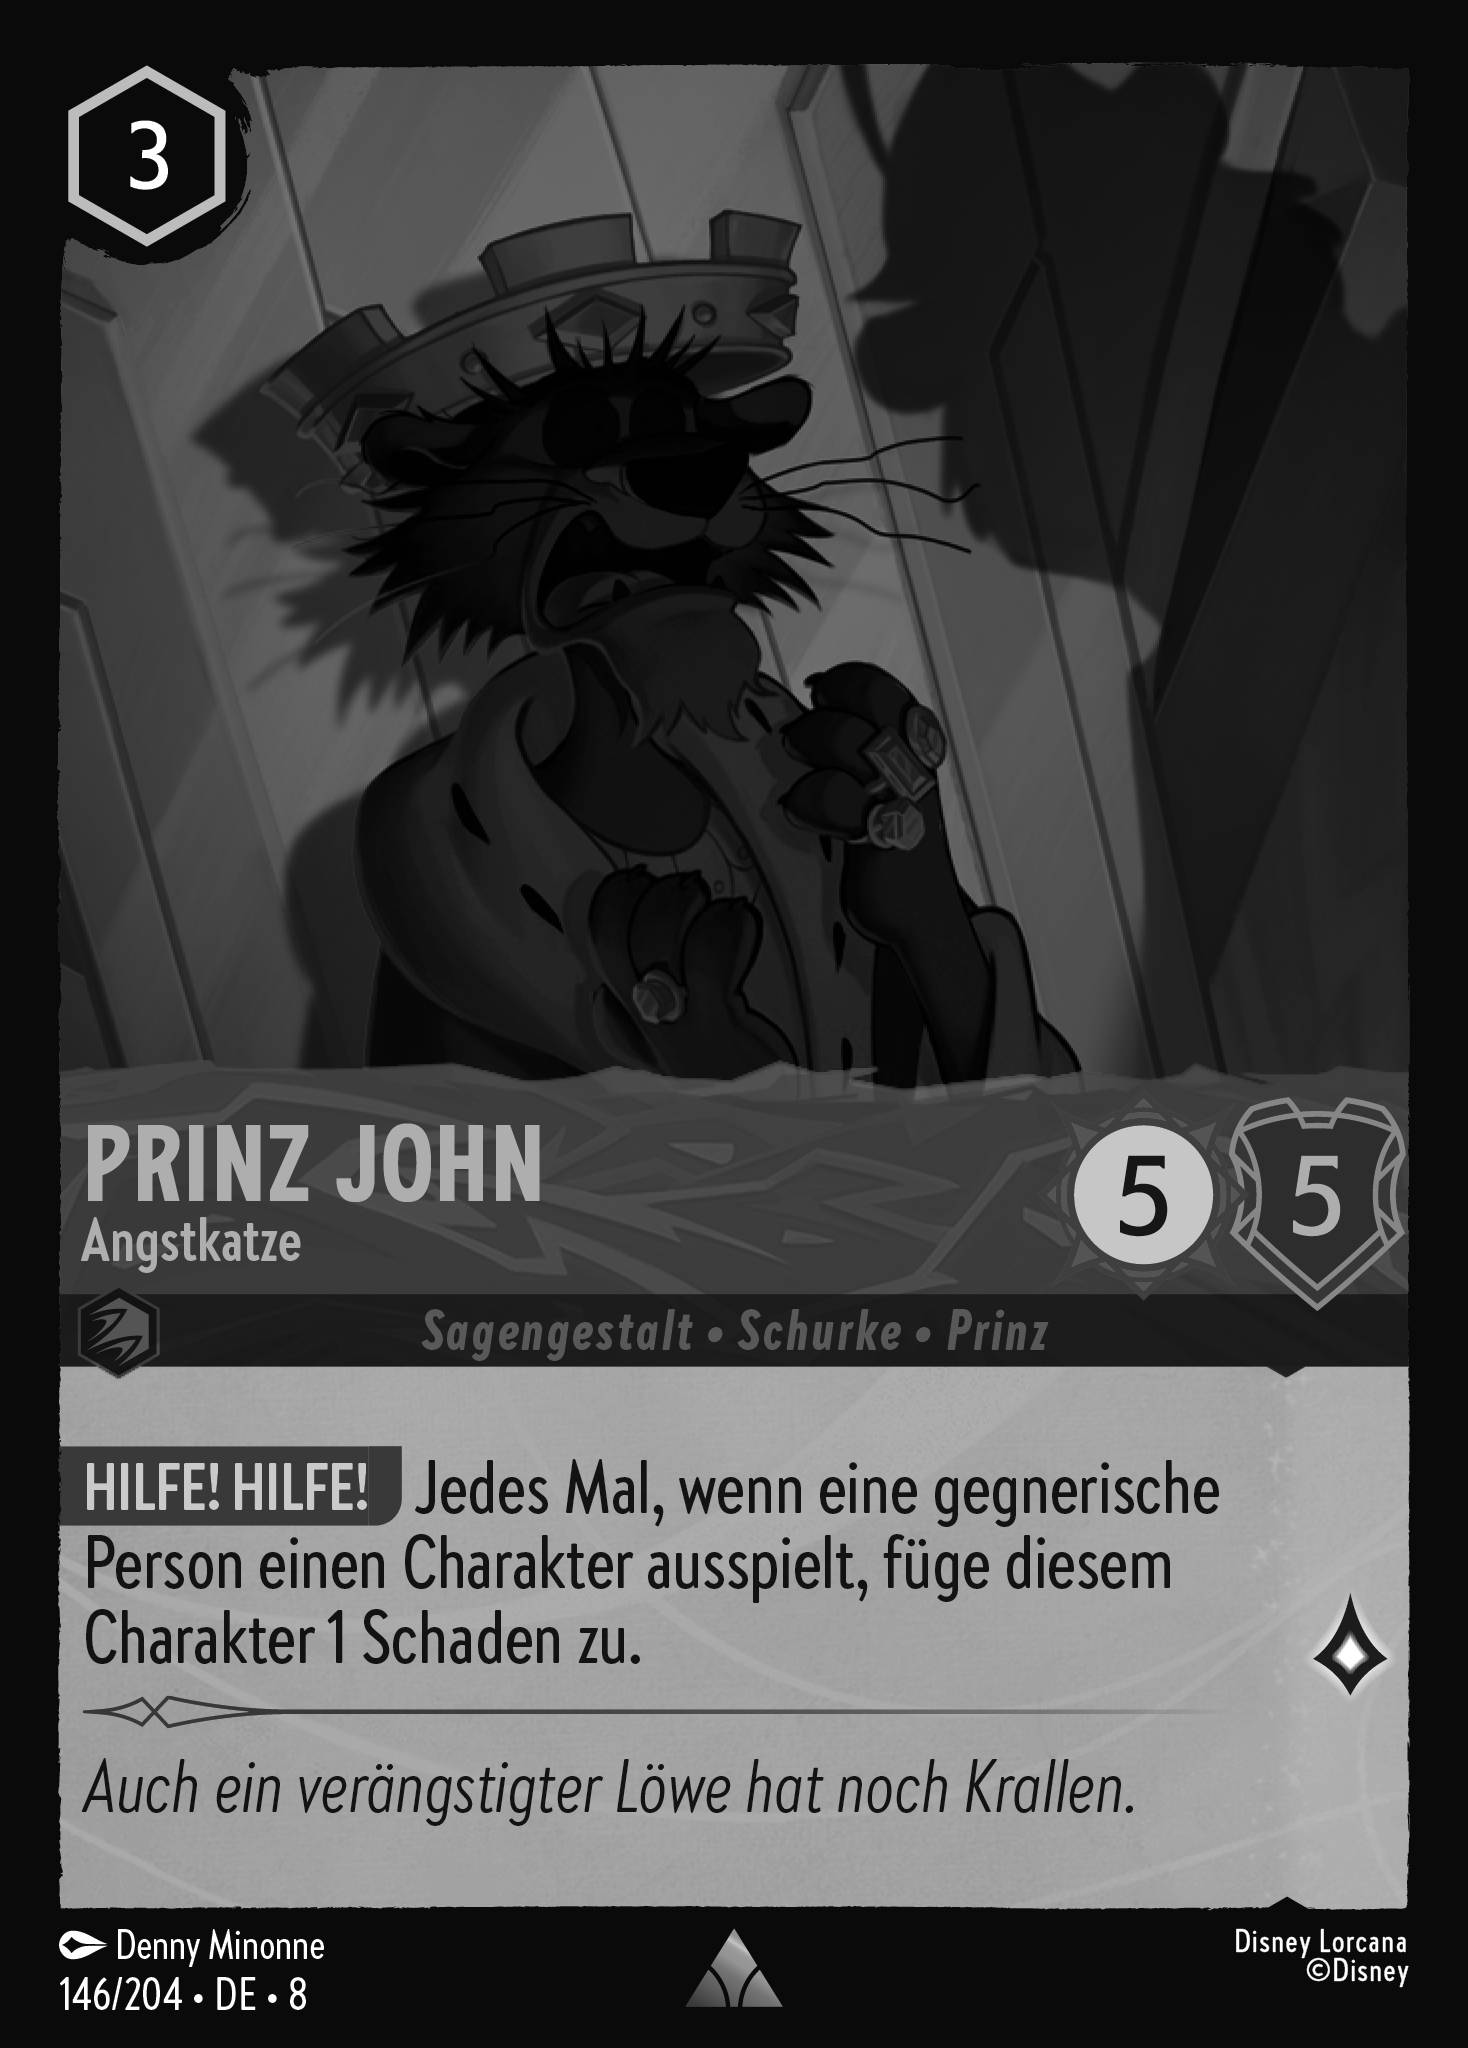 3
PRINZ JOHN
Angstkatze
5 5
Sagengestalt • Schurke • Prinz
HILFE! HILFE! Jedes Mal, wenn eine gegnerische
Person einen Charakter ausspielt, füge diesem
Charakter 1 Schaden zu.
Auch ein verängstigter Löwe hat noch Krallen.
Denny Minonne
146/204 • DE • 8
Disney Lorcana
©Disney